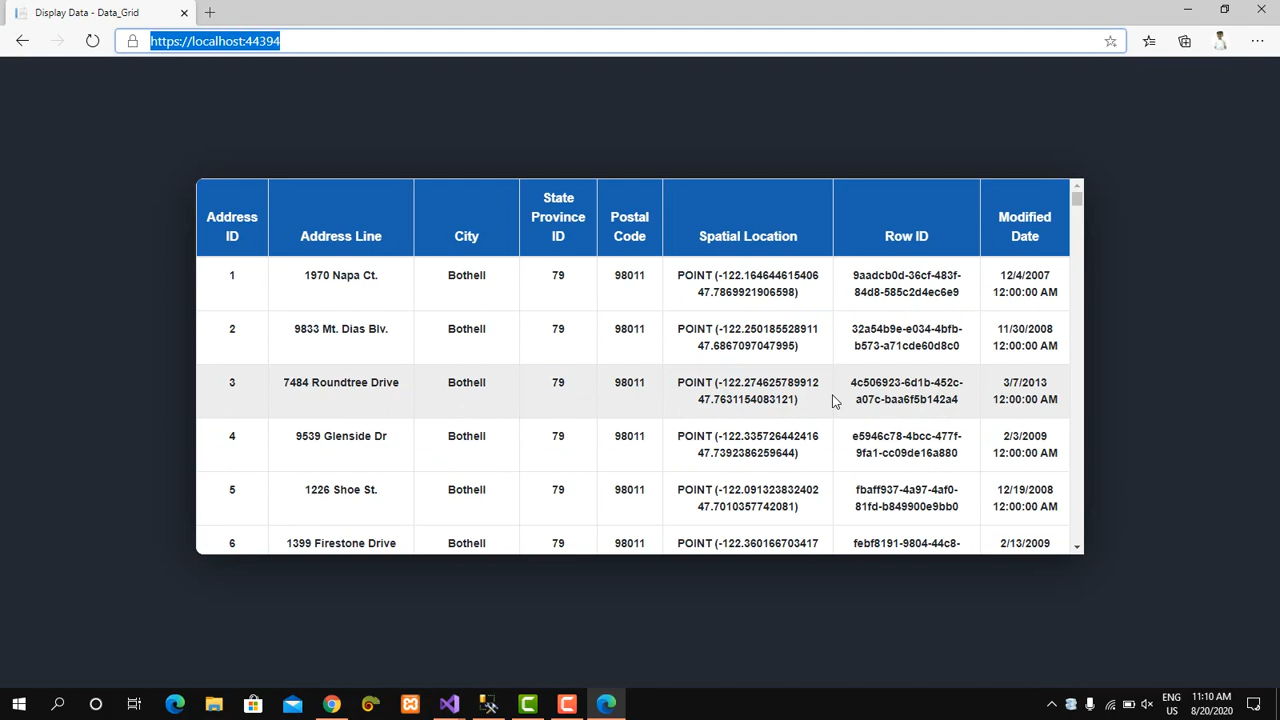 Display Data - Data_Grid
https://localhost:44394
Address ID
Address Line
City
State Province ID
Postal Code
Spatial Location
Row ID
Modified Date
1
1970 Napa Ct.
Bothell
79
98011
POINT (-122.164644615406
47.7869921906598)
9aadcb0d-36cf-483f-
84d8-585c2d4ec6e9
12/4/2007
12:00:00 AM
2
9833 Mt. Dias Blv.
Bothell
79
98011
POINT (-122.250185528911
47.6867097047995)
32a54b9e-e034-4bfb-
b573-a71cde60d8c0
11/30/2008
12:00:00 AM
3
7484 Roundtree Drive
Bothell
79
98011
POINT (-122.274625789912
47.7631154083121)
4c506923-6d1b-452c-
a07c-baa6f5b142a4
3/7/2013
12:00:00 AM
4
9539 Glenside Dr
Bothell
79
98011
POINT (-122.335726442416
47.7392386259644)
e5946c78-4bcc-477f-
9fa1-cc09de16a880
2/3/2009
12:00:00 AM
5
1226 Shoe St.
Bothell
79
98011
POINT (-122.091323832402
47.7010357742081)
fbaff937-4a97-4af0-
81fd-b849900e9bb0
12/19/2008
12:00:00 AM
6
1399 Firestone Drive
Bothell
79
98011
POINT (-122.360166703417
febf8191-9804-44c8-
2/13/2009
ENG
US
11:10 AM
8/20/2020